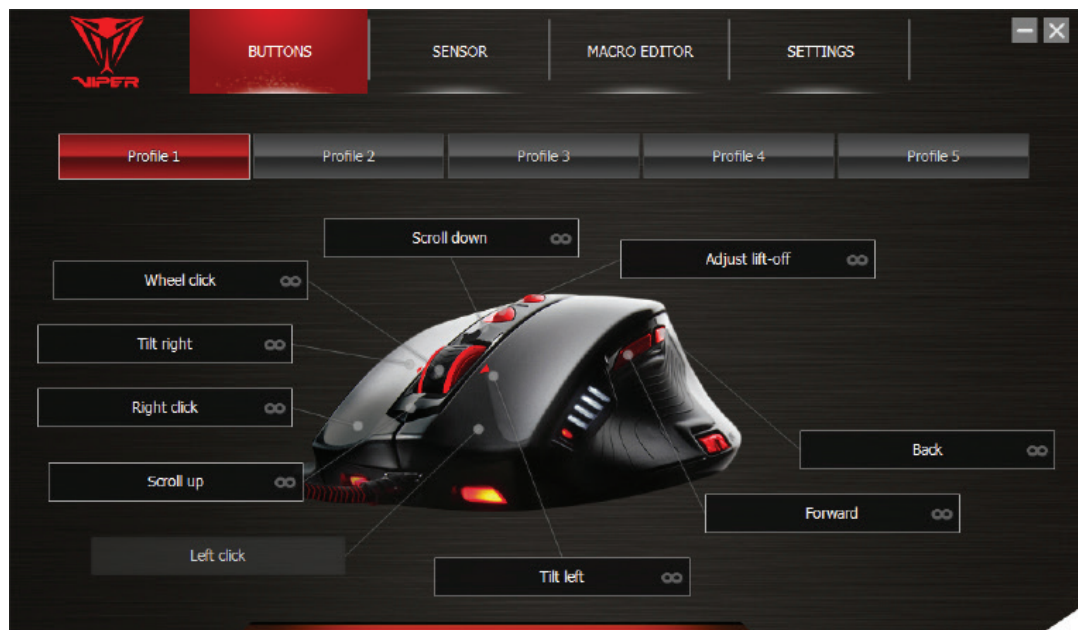 VIPER
BUTTONS
SENSOR
MACRO EDITOR
SETTINGS
Profile 1
Profile 2
Profile 3
Profile 4
Profile 5
Scroll down
Adjust lift-off
Wheel click
Tilt right
Right click
Back
Scroll up
Forward
Left click
Tilt left